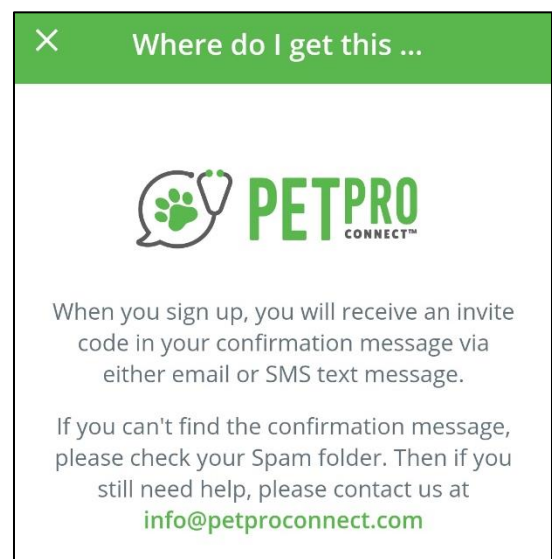 Where do I get this ...
PETPRO
CONNECT™
When you sign up, you will receive an invite
code in your confirmation message via
either email or SMS text message.
If you can't find the confirmation message,
please check your Spam folder. Then if you
still need help, please contact us at
info@petproconnect.com